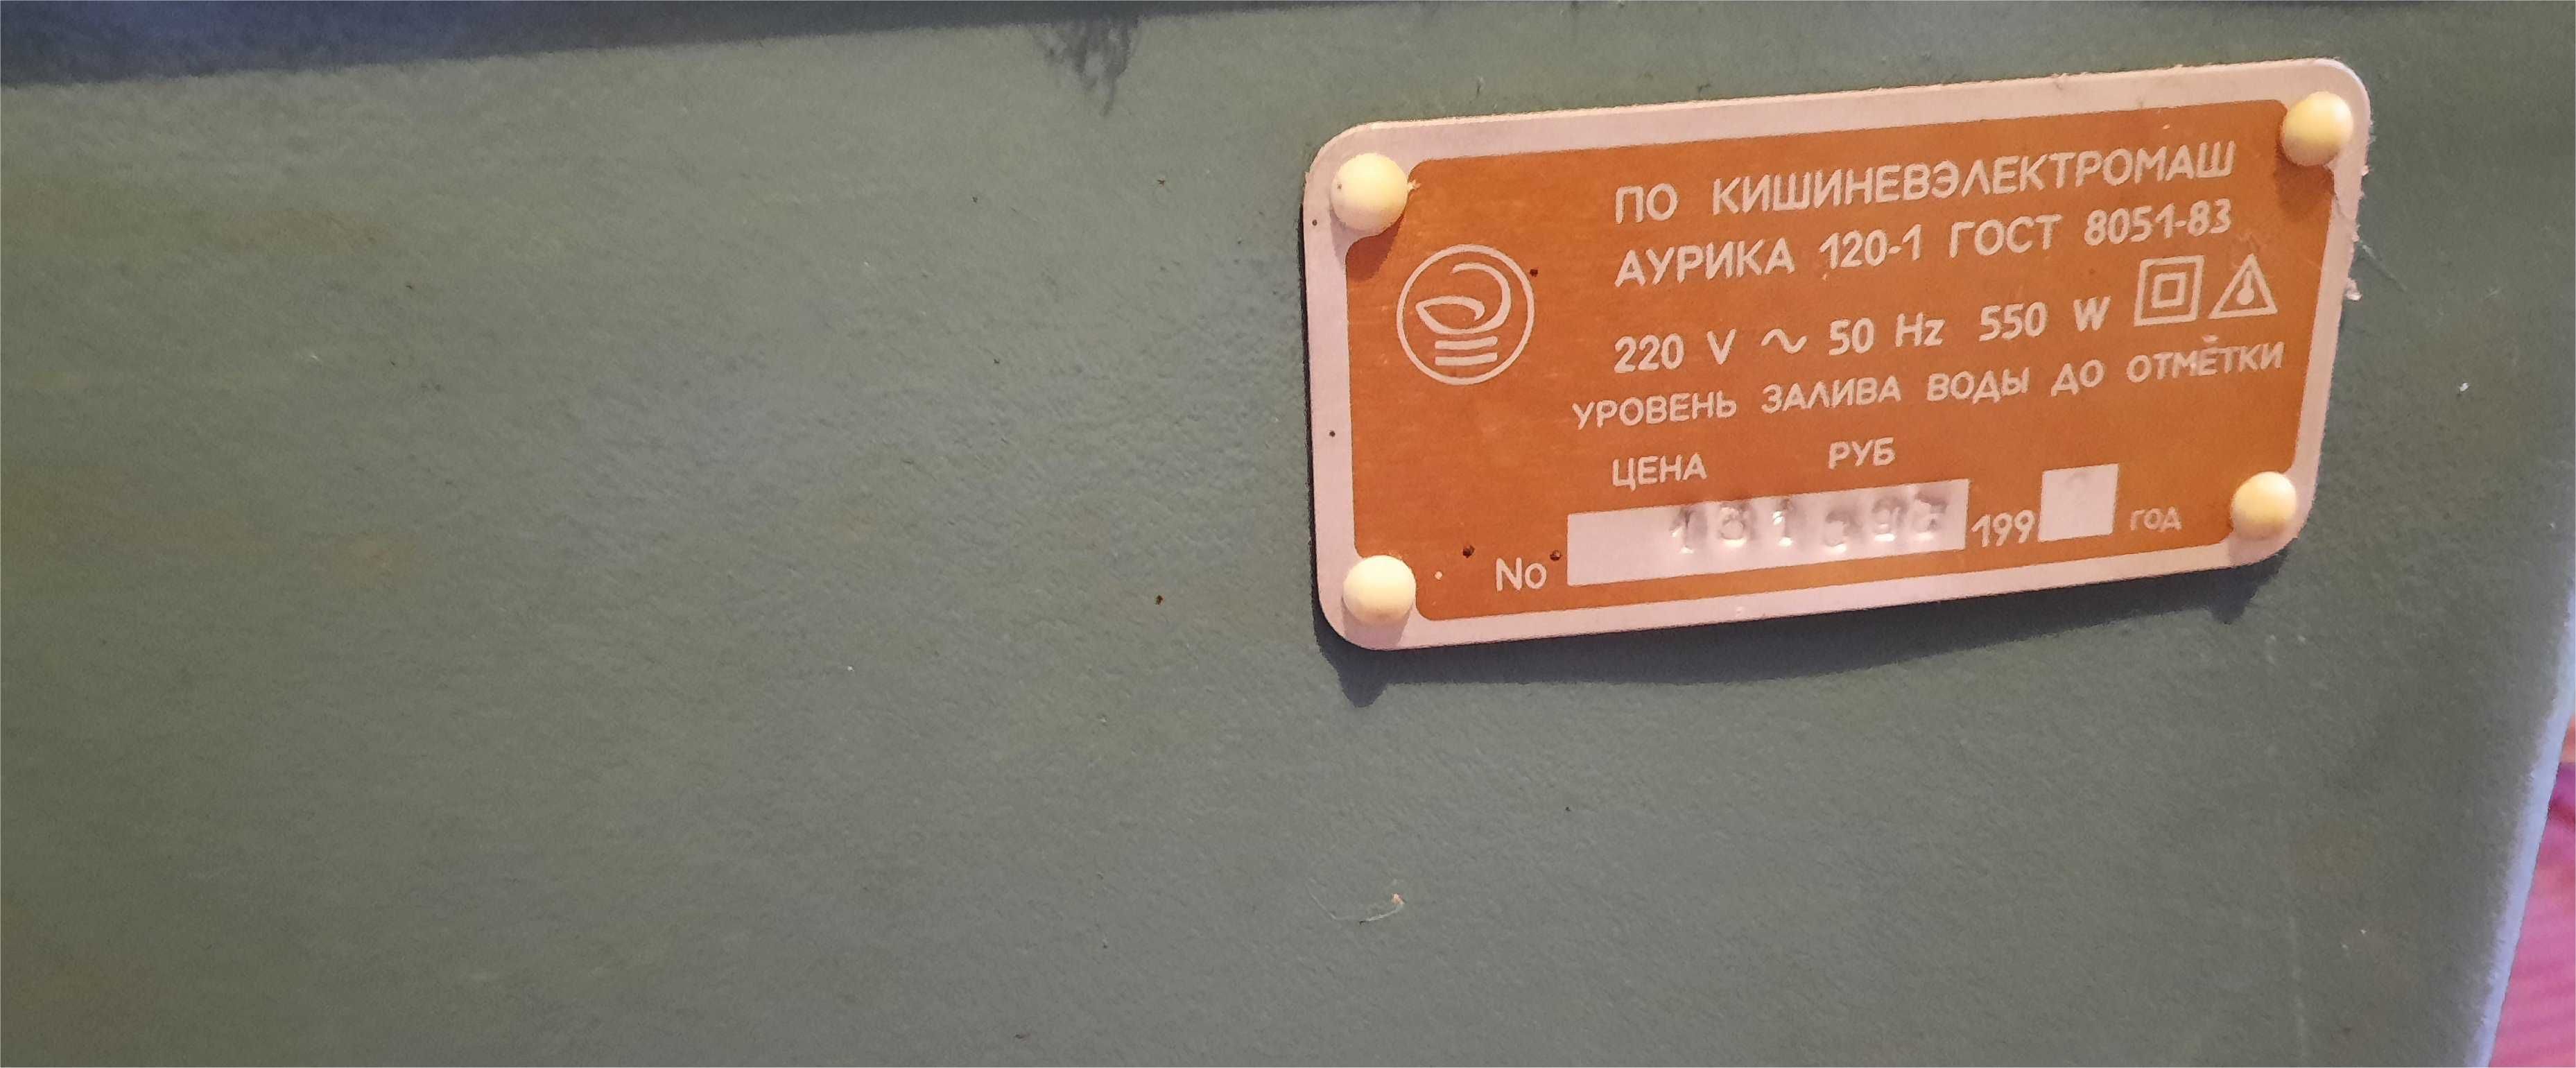 ПО КИШИНЕВЭЛЕКТРОМАШ
АУРИКА 120-1 ГОСТ 8051-83
220 V ~ 50 Hz 550 W
УРОВЕНЬ ЗАЛИВА ВОДЫ ДО ОТМЕТКИ
ЦЕНА РУБ
No 199 ГОД